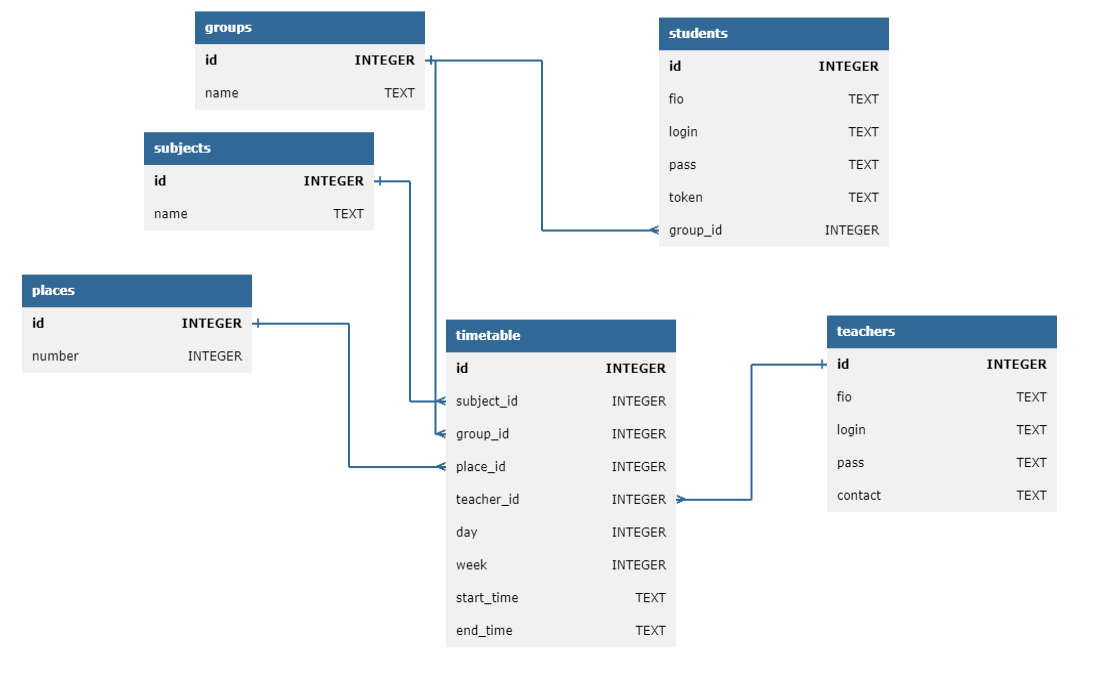 groups
id INTEGER
name TEXT
students
id INTEGER
fio TEXT
login TEXT
pass TEXT
token TEXT
group_id INTEGER
subjects
id INTEGER
name TEXT
places
id INTEGER
number INTEGER
timetable
id INTEGER
subject_id INTEGER
group_id INTEGER
place_id INTEGER
teacher_id INTEGER
day INTEGER
week INTEGER
start_time TEXT
end_time TEXT
teachers
id INTEGER
fio TEXT
login TEXT
pass TEXT
contact TEXT